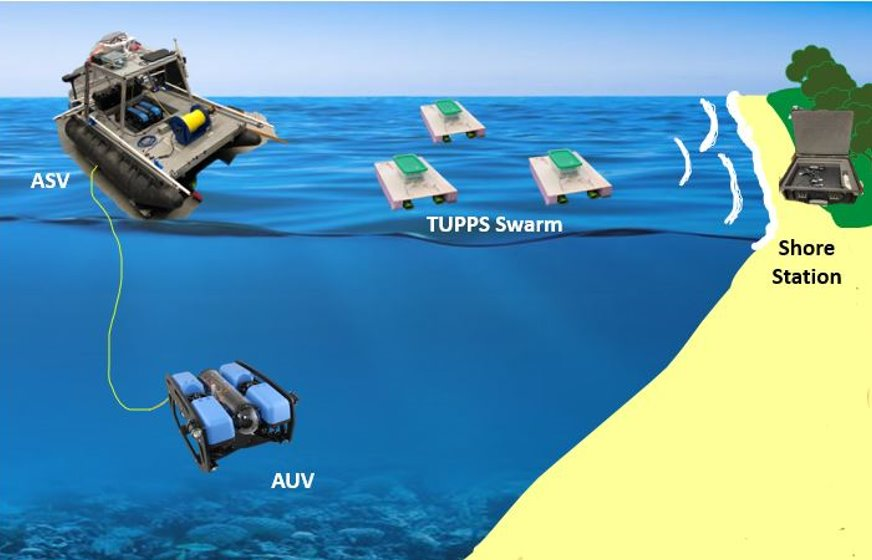 ASV
TUPPS Swarm
Shore
Station
AUV